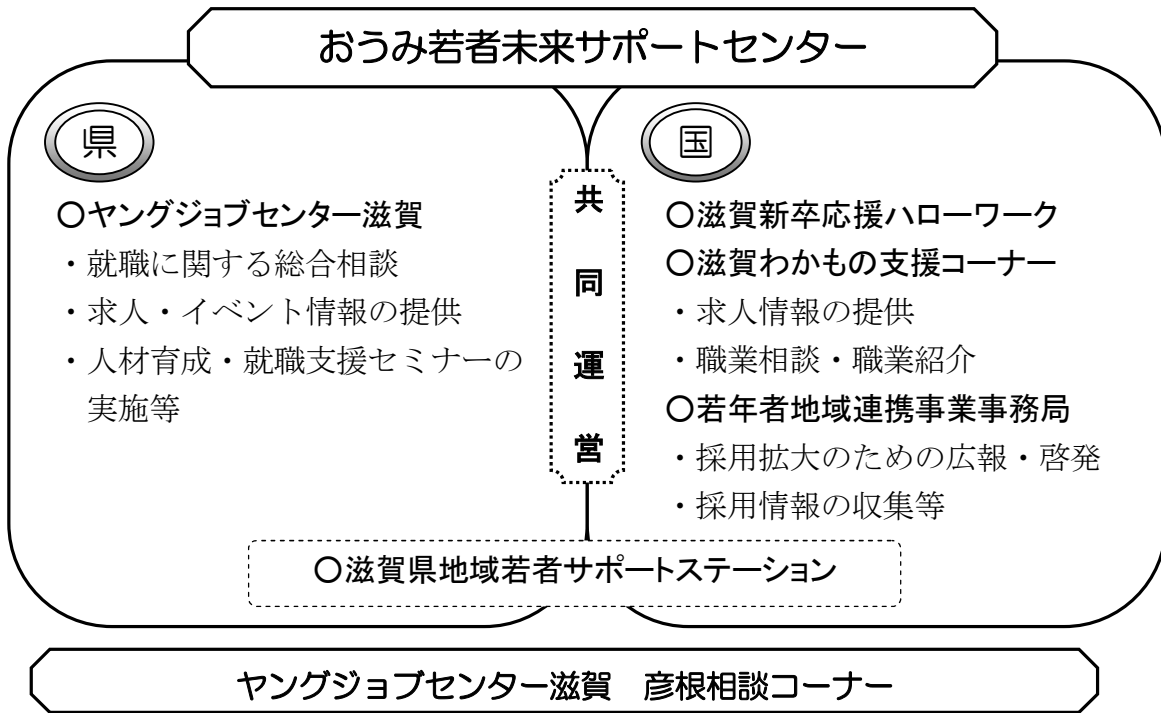 おうみ若者未来サポートセンター
県
○ヤングジョブセンター滋賀
・就職に関する総合相談
・求人・イベント情報の提供
・人材育成・就職支援セミナーの
実施等
共同運営
国
○滋賀新卒応援ハローワーク
○滋賀わかもの支援コーナー
・求人情報の提供
・職業相談・職業紹介
○若年者地域連携事業事務局
・採用拡大のための広報・啓発
・採用情報の収集等
○滋賀県地域若者サポートステーション
ヤングジョブセンター滋賀　彦根相談コーナー